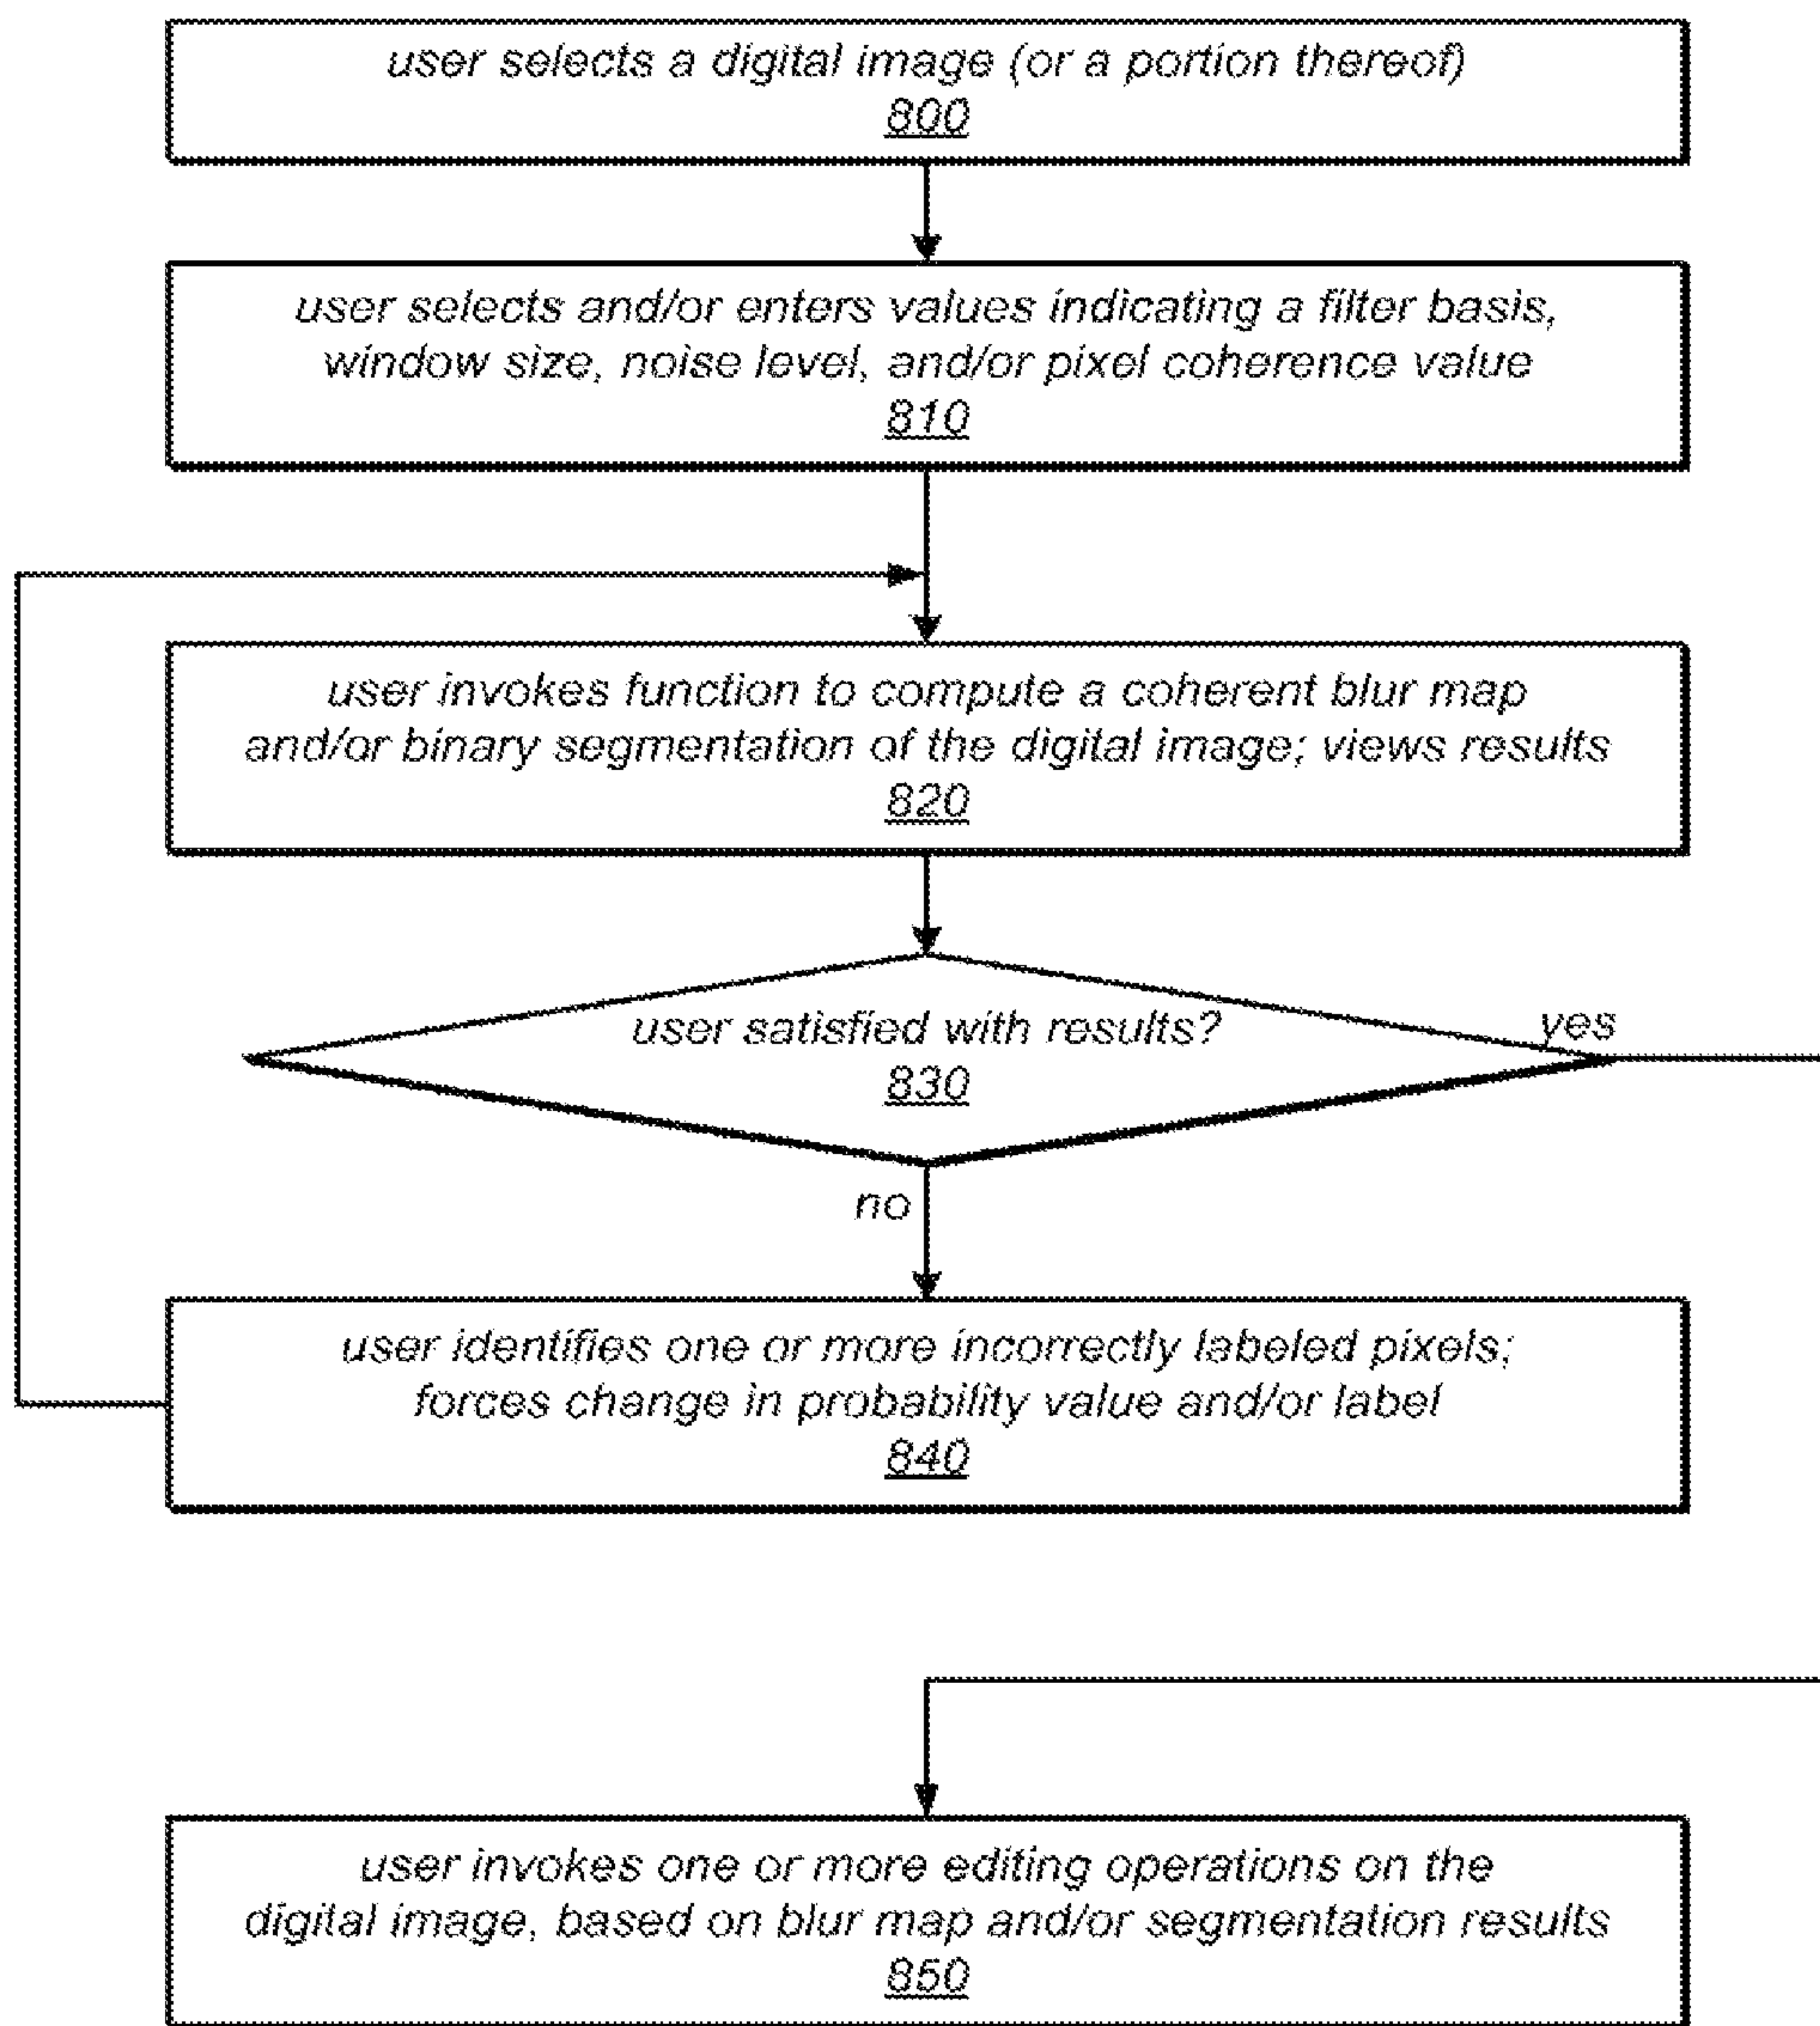 user selects a digital image (or a portion thereof)
800
user selects and/or enters values indicating a filter basis,
window size, noise level, and/or pixel coherence value
810
user invokes function to compute a coherent blur map
and/or binary segmentation of the digital image; views results
820
user satisfied with results?
830
yes
no
user identifies one or more incorrectly labeled pixels;
forces change in probability value and/or label
840
user invokes one or more editing operations on the
digital image, based on blur map and/or segmentation results
850